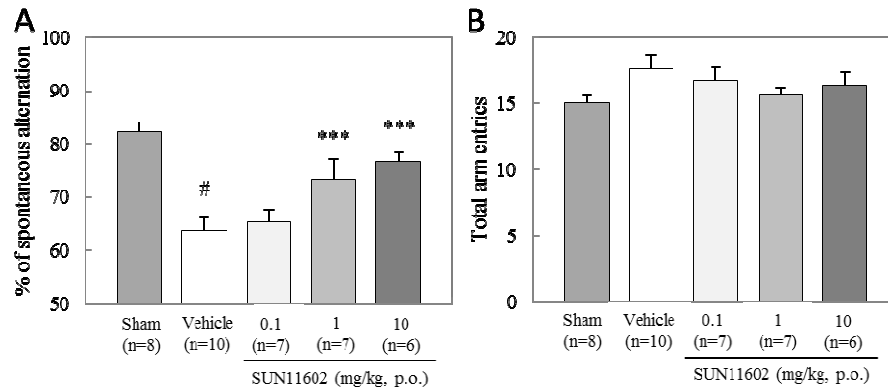 A
% of spontaneous alternation
100
90
80
70
60
50
#
***
***
Sham
(n=8)
Vehicle
(n=10)
0.1
(n=7)
1
(n=7)
10
(n=6)
SUN11602 (mg/kg, p.o.)
B
Total arm entries
20
15
10
5
0
Sham
(n=8)
Vehicle
(n=10)
0.1
(n=7)
1
(n=7)
10
(n=6)
SUN11602 (mg/kg, p.o.)